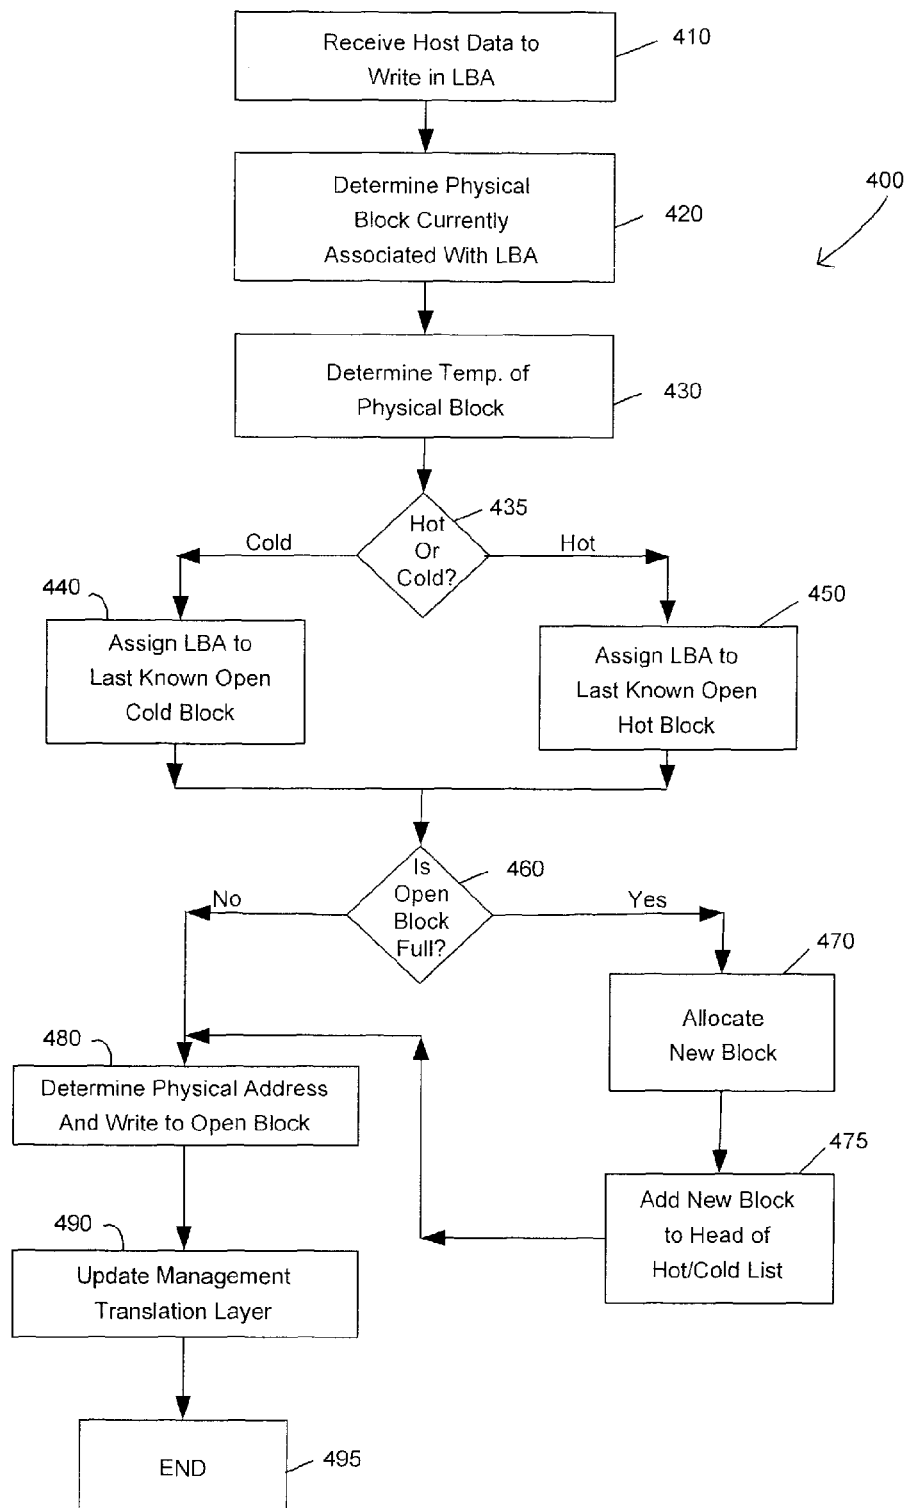 Receive Host Data to
Write in LBA
410
400
Determine Physical
Block Currently
Associated With LBA
420
Determine Temp. of
Physical Block
430
435
Hot
Or
Cold?
Cold
Hot
440
Assign LBA to
Last Known Open
Cold Block
450
Assign LBA to
Last Known Open
Hot Block
460
Is
Open
Block
Full?
No
Yes
470
Allocate
New Block
480
Determine Physical Address
And Write to Open Block
475
Add New Block
to Head of
Hot/Cold List
490
Update Management
Translation Layer
END
495